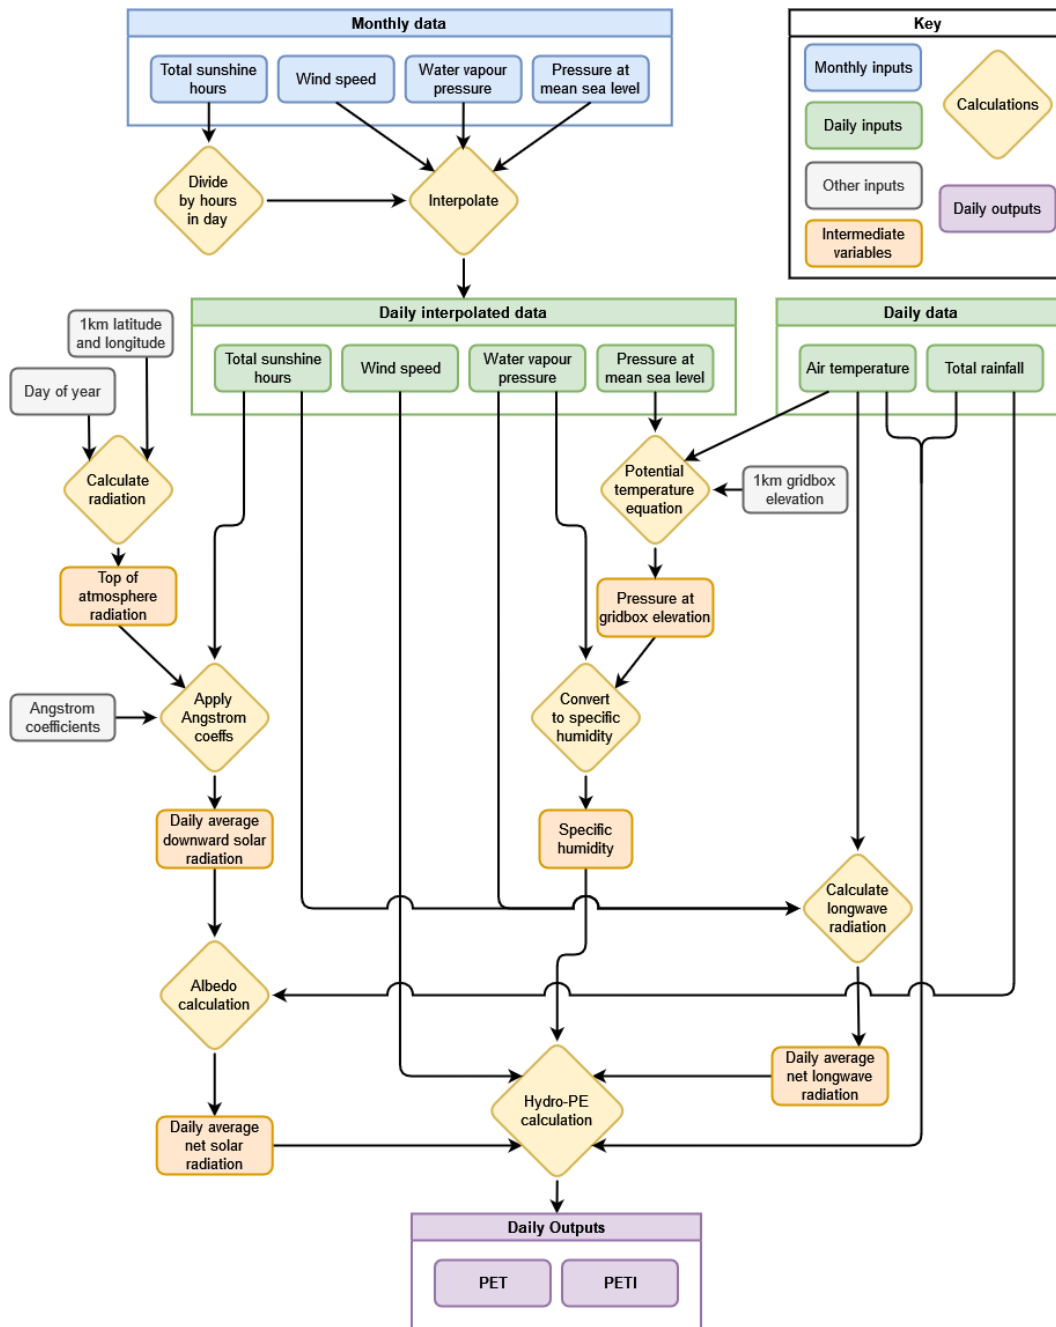 Monthly data
Total sunshine
hours
Wind speed
Water vapour
pressure
Pressure at
mean sea level
Key
Monthly inputs
Daily inputs
Other inputs
Intermediate
variables
Calculations
Daily outputs
Divide
by hours
in day
Interpolate
Daily interpolated data
Total sunshine
hours
Wind speed
Water vapour
pressure
Pressure at
mean sea level
Daily data
Air temperature
Total rainfall
1km latitude
and longitude
Day of year
Calculate
radiation
Potential
temperature
equation
1km gridbox
elevation
Top of
atmosphere
radiation
Pressure at
gridbox elevation
Angstrom
coefficients
Apply
Angstrom
coeffs
Convert
to specific
humidity
Daily average
downward solar
radiation
Specific
humidity
Calculate
longwave
radiation
Albedo
calculation
Daily average
net longwave
radiation
Hydro-PE
calculation
Daily average
net solar
radiation
Daily Outputs
PET
PETI